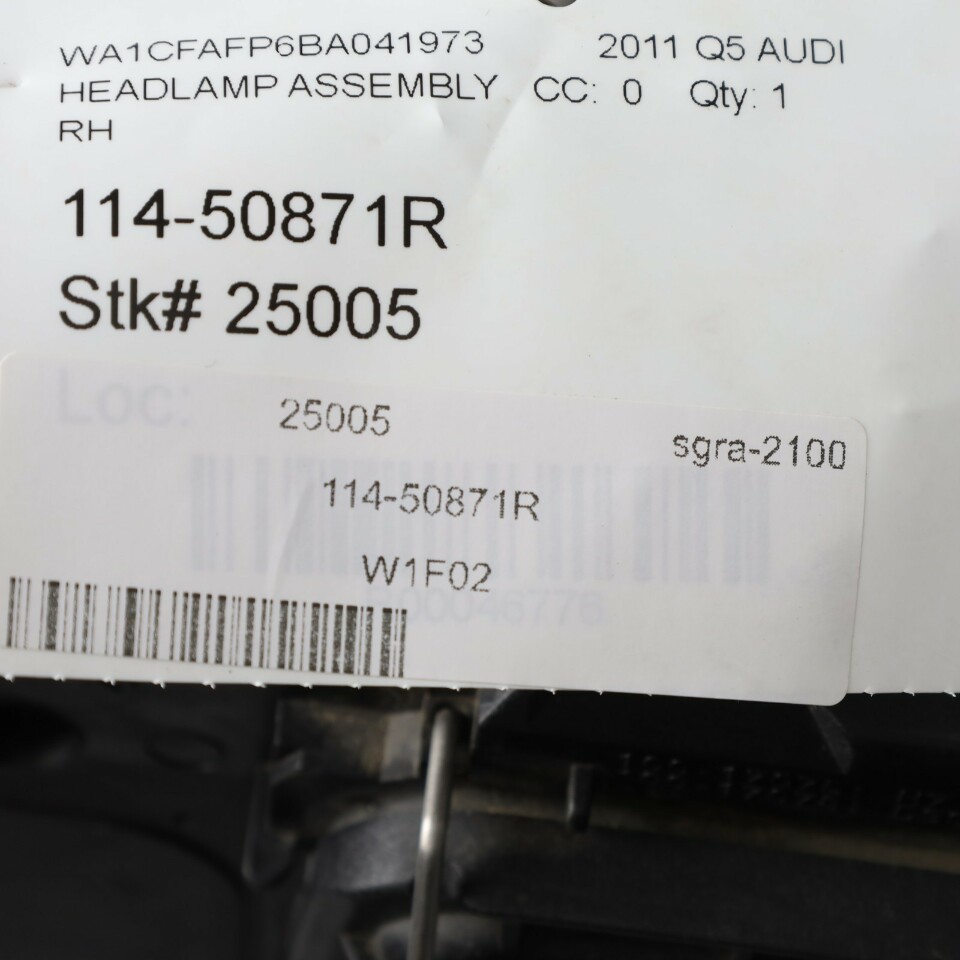 WA1CFAFP6BA041973 2011 Q5 AUDI
HEADLAMP ASSEMBLY CC: 0 Qty: 1
RH
114-50871R
Stk# 25005
Loc:
25005
sgra-2100
114-50871R
W1F02